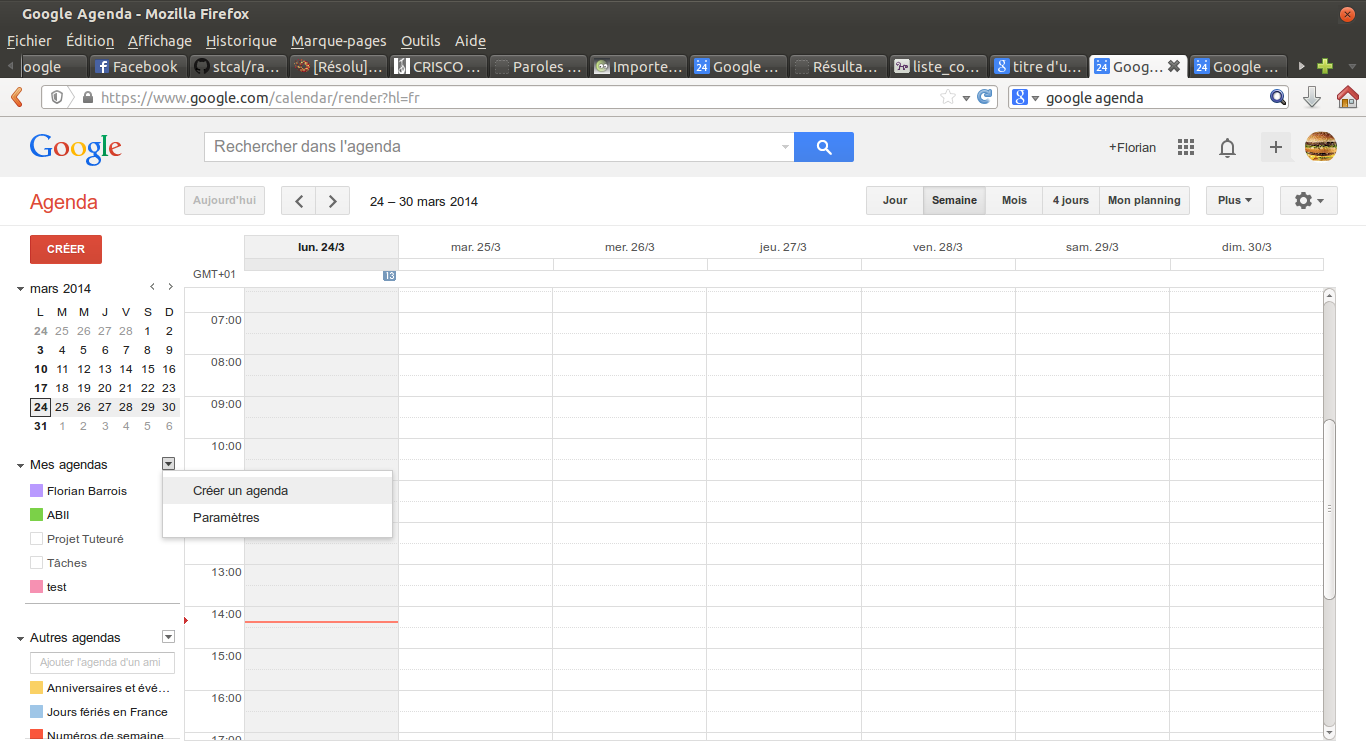 Google Agenda - Mozilla Firefox
Fichier Édition Affichage Historique Marque-pages Outils Aide
oogle Facebook stcal/ra... [Résolu]... CRISCO ... Paroles ... Importe... 24 Google ... Résulta... liste_co... titre d'u... 24 Goog... 24 Google ...
https://www.google.com/calendar/render?hl=fr google agenda
Google Rechercher dans l'agenda +Florian
Agenda Aujourd'hui 24 – 30 mars 2014 Jour Semaine Mois 4 jours Mon planning Plus
CRÉER lun. 24/3 mar. 25/3 mer. 26/3 jeu. 27/3 ven. 28/3 sam. 29/3 dim. 30/3
GMT+01 13
mars 2014
L M M J V S D
24 25 26 27 28 1 2
3 4 5 6 7 8 9
10 11 12 13 14 15 16
17 18 19 20 21 22 23
24 25 26 27 28 29 30
31 1 2 3 4 5 6
07:00
08:00
09:00
10:00
Mes agendas
Florian Barrois
ABII
Projet Tuteuré
Tâches
test
Créer un agenda
Paramètres
13:00
14:00
15:00
16:00
17:00
Autres agendas
Ajouter l'agenda d'un ami
Anniversaires et évé...
Jours fériés en France
Numéros de semaine